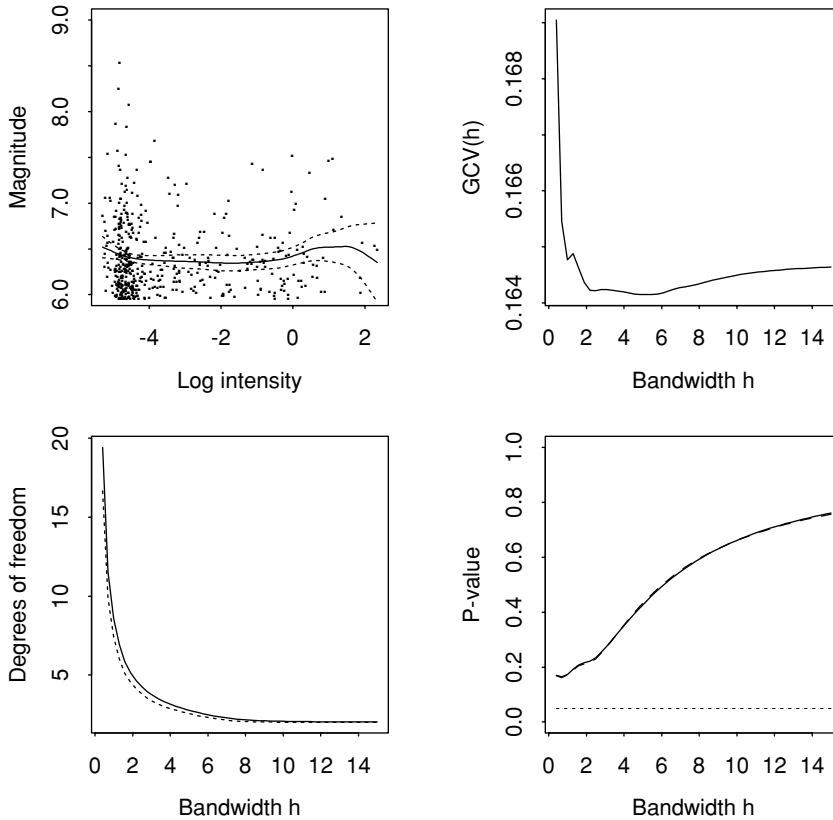 Magnitude
6.0 7.0 8.0 9.0
-4 -2 0 2
Log intensity
GCV(h)
0.164 0.166 0.168
0 2 4 6 8 10 12 14
Bandwidth h
Degrees of freedom
5 10 15 20
0 2 4 6 8 10 12 14
Bandwidth h
P-value
0.0 0.2 0.4 0.6 0.8 1.0
0 2 4 6 8 10 12 14
Bandwidth h